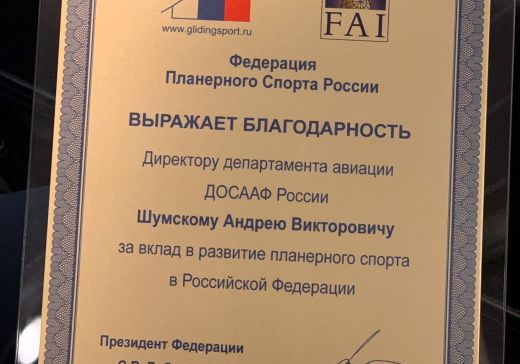 www.glidingsport.ru
FAI
Федерация
Планерного Спорта России
ВЫРАЖАЕТ БЛАГОДАРНОСТЬ
Директору департамента авиации
ДОСААФ России
Шумскому Андрею Викторовичу
за вклад в развитие планерного спорта
в Российской Федерации
Президент Федерации